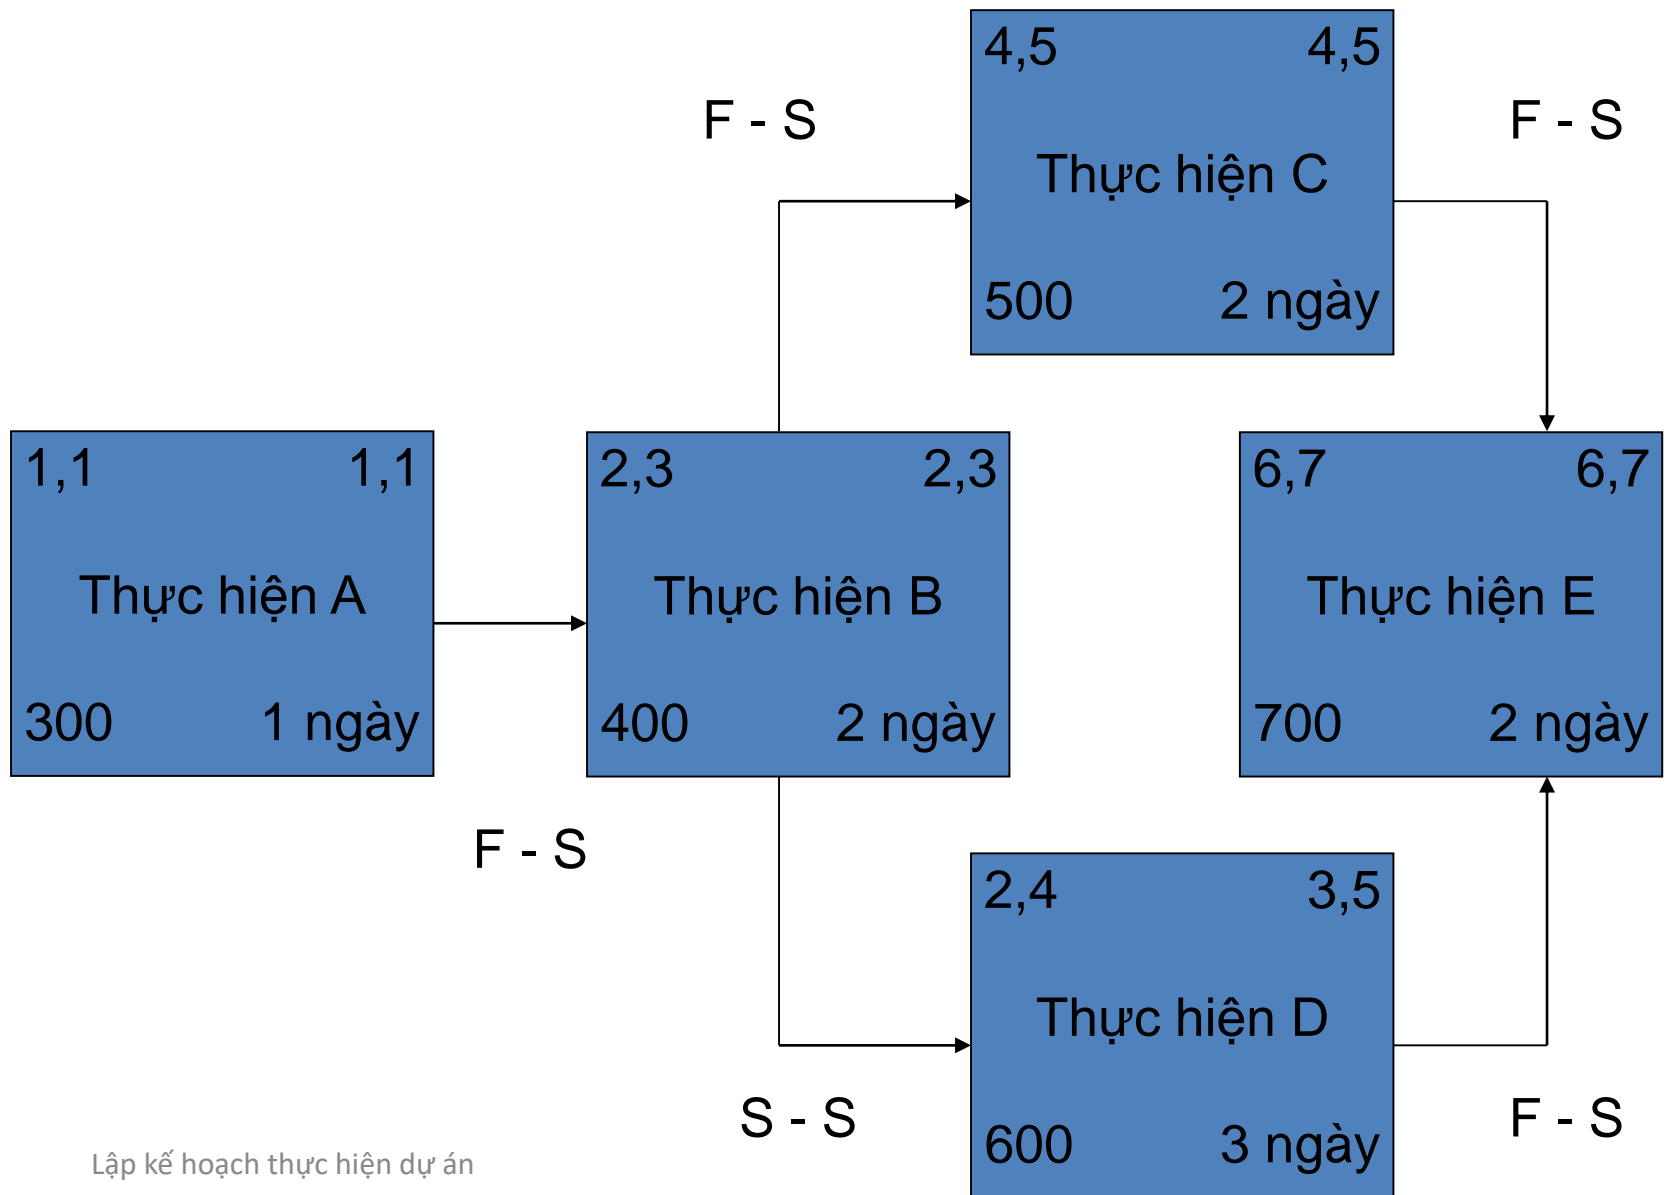 4,5 4,5
F - S
F - S
Thực hiện C
500 2 ngày
1,1 1,1
2,3 2,3
6,7 6,7
Thực hiện A
Thực hiện B
Thực hiện E
300 1 ngày
400 2 ngày
700 2 ngày
F - S
2,4 3,5
Thực hiện D
S - S
F - S
600 3 ngày
Lập kế hoạch thực hiện dự án